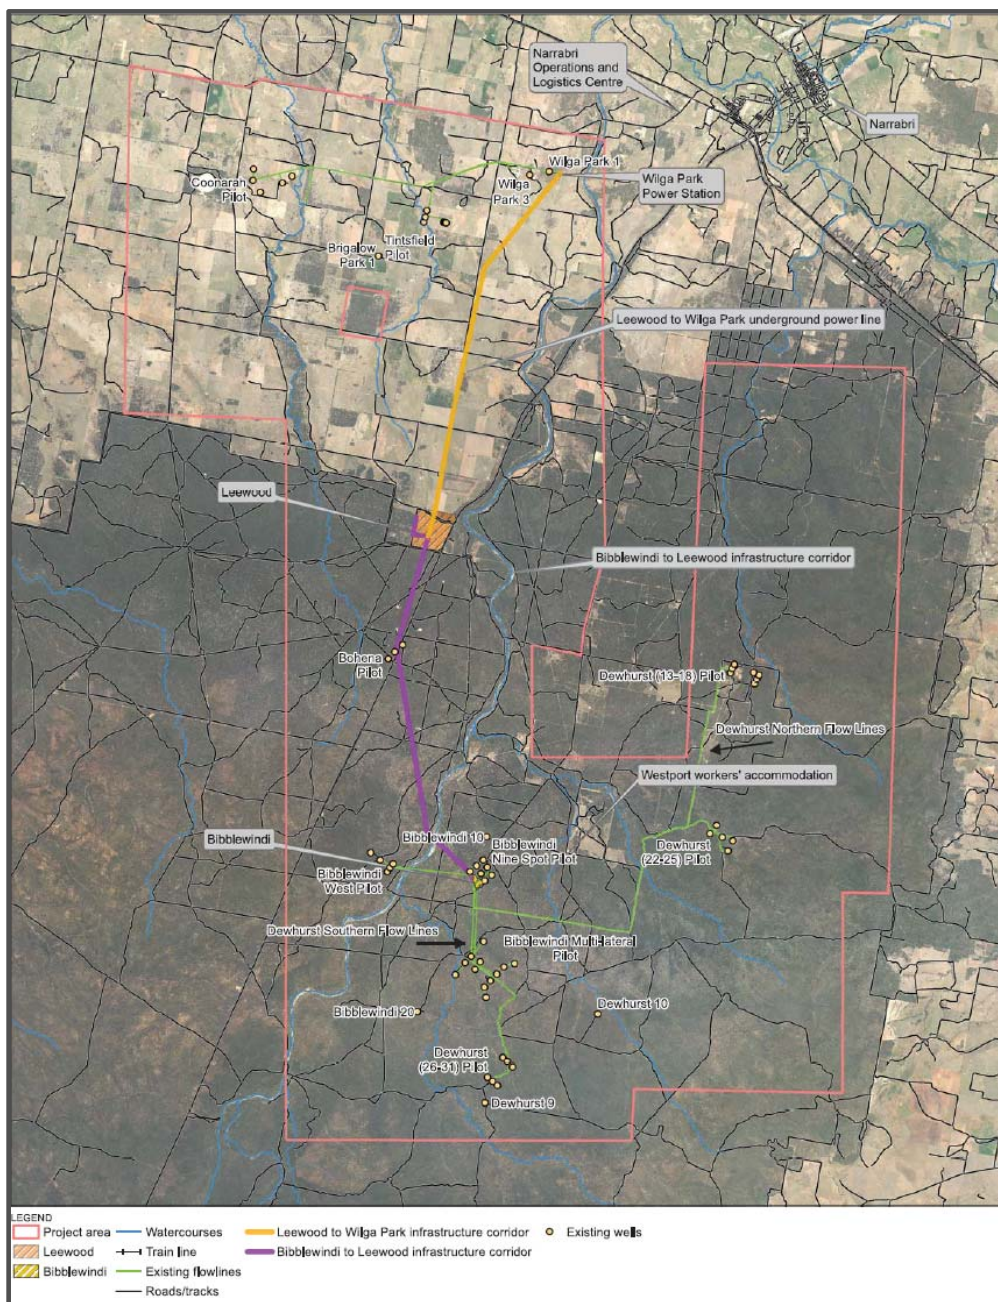 Narrabri
Operations and
Logistics Centre
Narrabri
Wilga Park 1
Coonarah
Pilot
Wilga
Park 3
Wilga Park
Power Station
Tintsfield
Pilot
Brigalow
Park 1
Leewood to Wilga Park underground power line
Leewood
Bibblewindi to Leewood infrastructure corridor
Bohena
Pilot
Dewhurst (13-18) Pilot
Dewhurst Northern Flow Lines
Westport workers' accommodation
Bibblewindi
Bibblewindi 10
Bibblewindi
Nine Spot Pilot
Dewhurst
(22-25) Pilot
Bibblewindi
West Pilot
Dewhurst Southern Flow Lines
Bibblewindi Multi-lateral
Pilot
Bibblewindi 20
Dewhurst 10
Dewhurst
(26-31) Pilot
Dewhurst 9
LEGEND
Project area
Leewood
Bibblewindi
Watercourses
Train line
Existing flowlines
Roads/tracks
Leewood to Wilga Park infrastructure corridor
Bibblewindi to Leewood infrastructure corridor
Existing wells